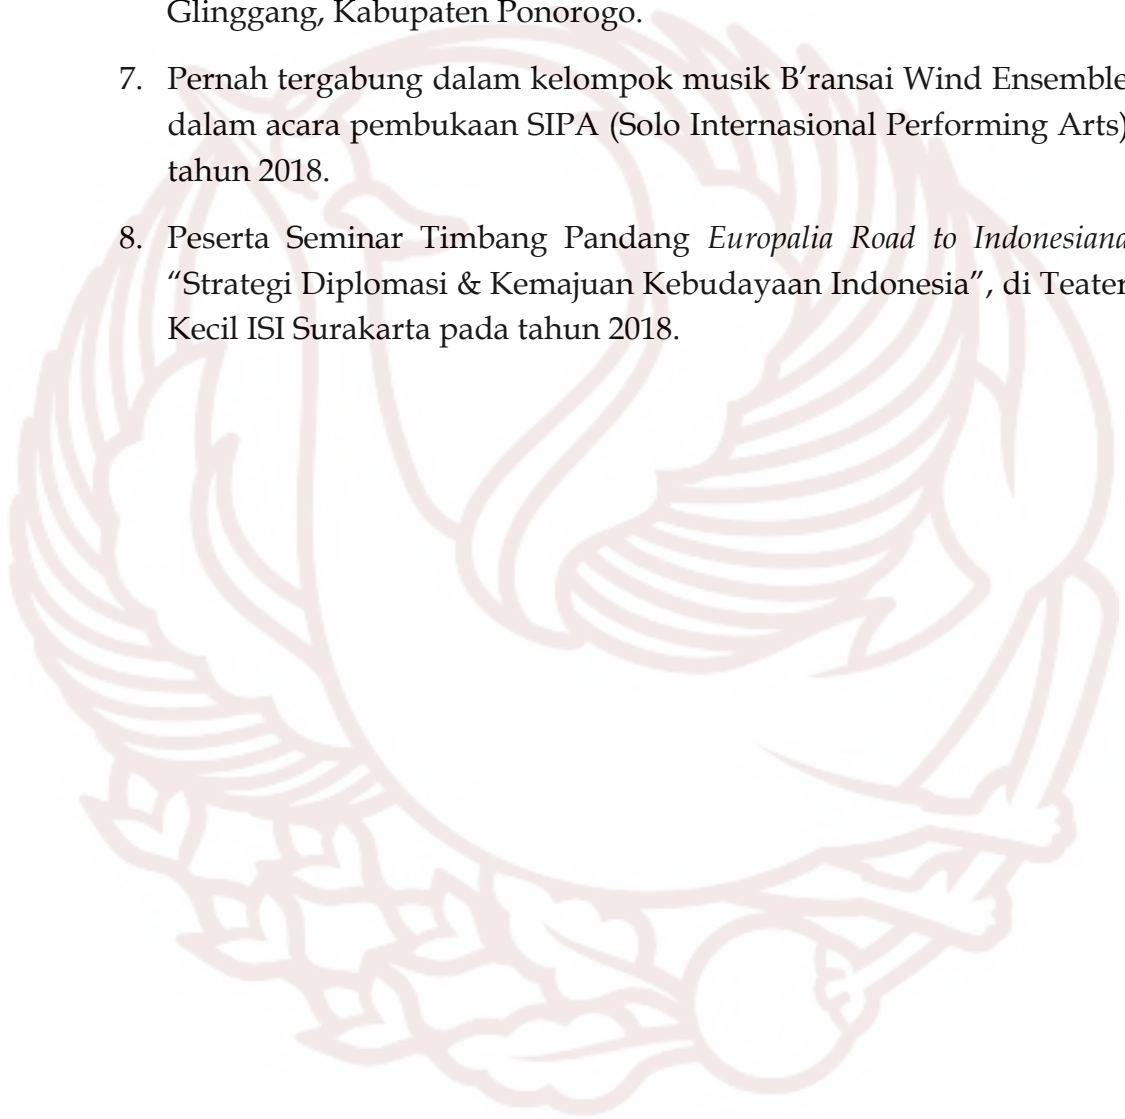 Glinggang, Kabupaten Ponorogo.
7. Pernah tergabung dalam kelompok musik B’ransai Wind Ensemble
dalam acara pembukaan SIPA (Solo Internasional Performing Arts)
tahun 2018.
8. Peserta Seminar Timbang Pandang Europalia Road to Indonesiana
“Strategi Diplomasi & Kemajuan Kebudayaan Indonesia”, di Teater
Kecil ISI Surakarta pada tahun 2018.